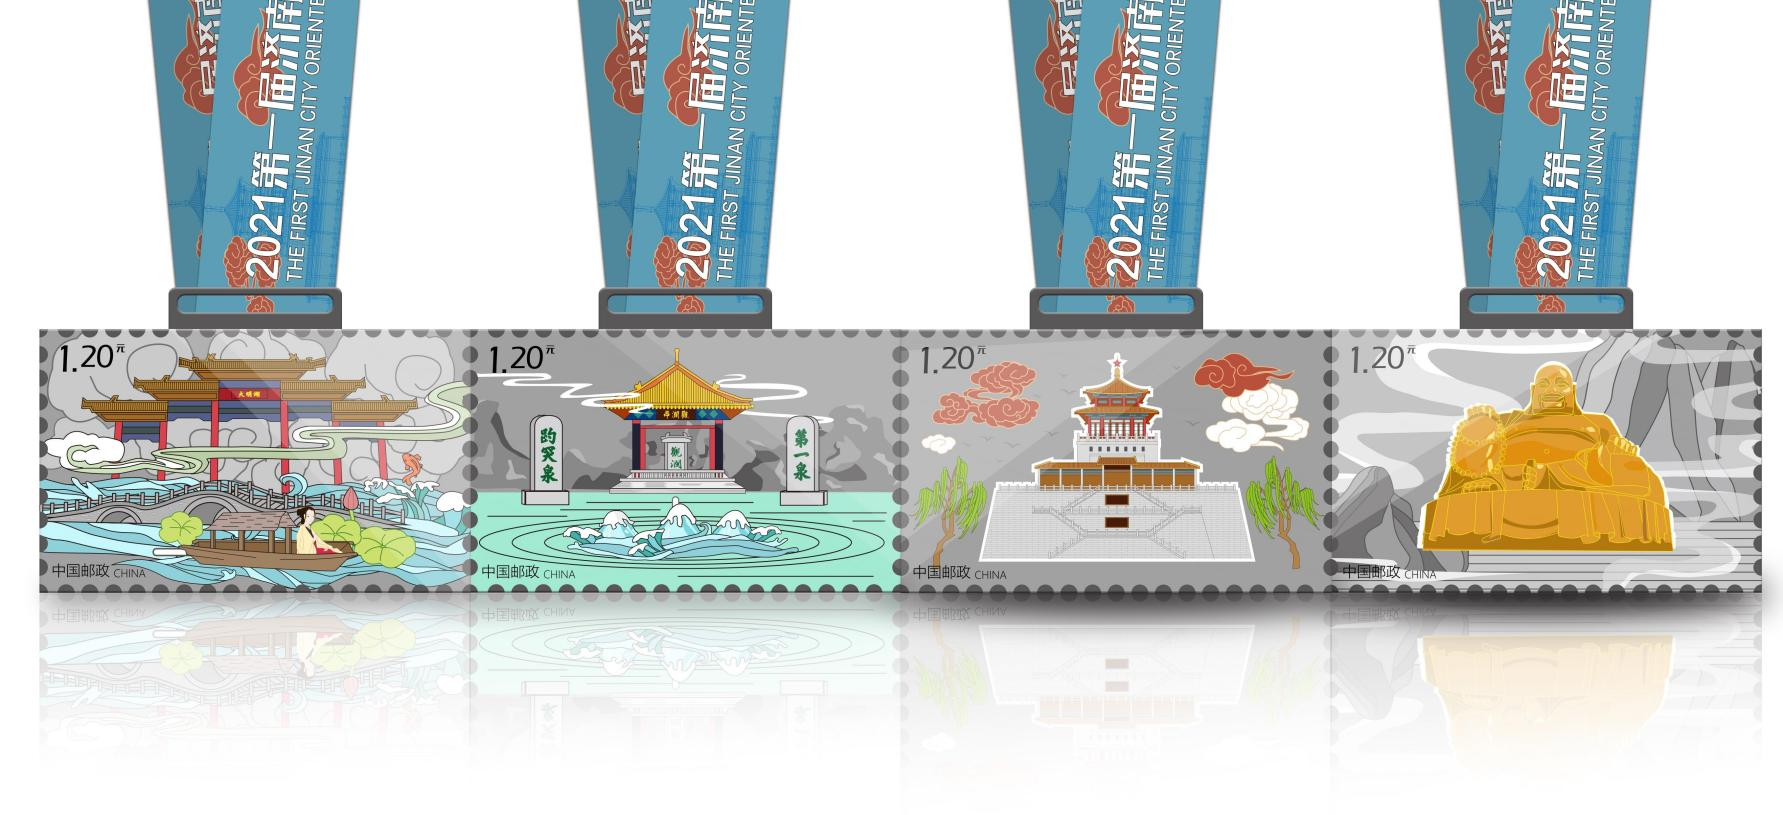 2021第一届济南
THE FIRST JINAN CITY ORIENTE
2021第一届济南
THE FIRST JINAN CITY ORIENTE
2021第一届济南
THE FIRST JINAN CITY ORIENTE
2021第一届济南
THE FIRST JINAN CITY ORIENTE
1.20元
大明湖
中国邮政 CHINA
1.20元
趵突泉
觀瀾
第一泉
中国邮政 CHINA
1.20元
中国邮政 CHINA
1.20元
中国邮政 CHINA